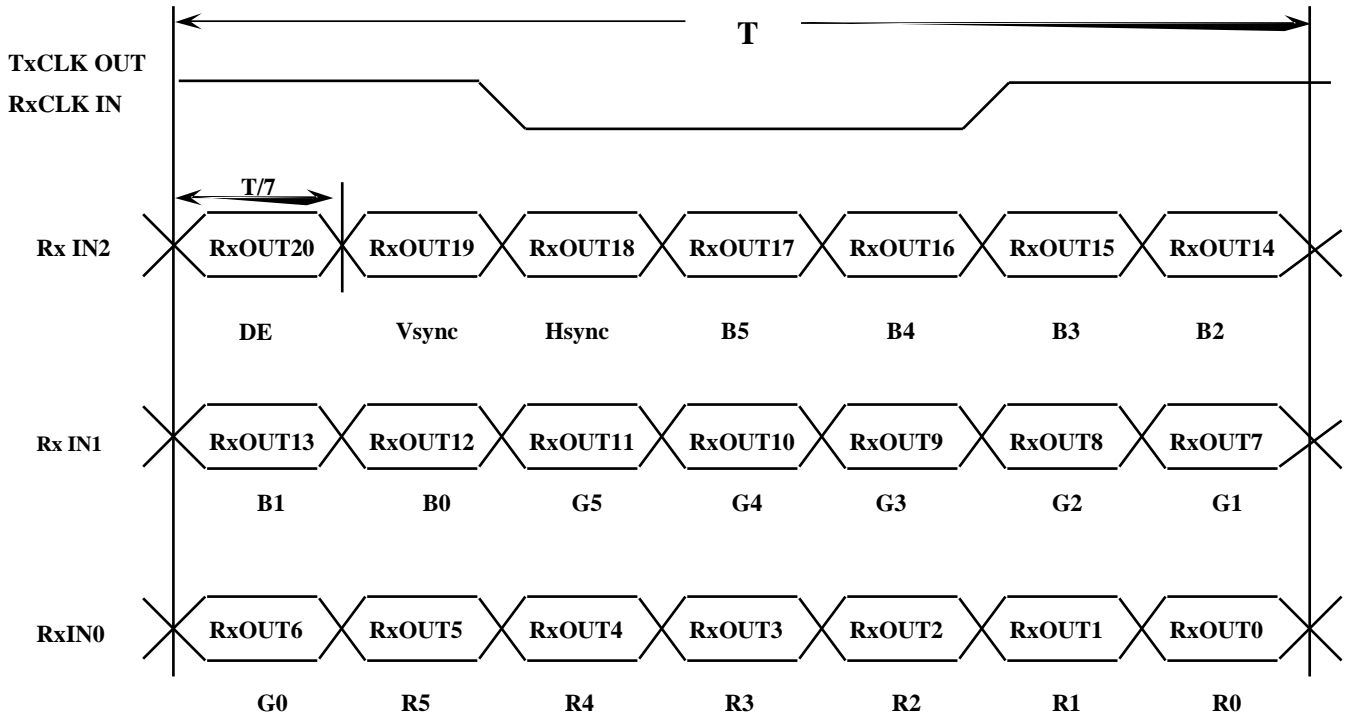 T
TxCLK OUT
RxCLK IN
T/7
Rx IN2 RxOUT20 RxOUT19 RxOUT18 RxOUT17 RxOUT16 RxOUT15 RxOUT14
DE Vsync Hsync B5 B4 B3 B2
Rx IN1 RxOUT13 RxOUT12 RxOUT11 RxOUT10 RxOUT9 RxOUT8 RxOUT7
B1 B0 G5 G4 G3 G2 G1
RxIN0 RxOUT6 RxOUT5 RxOUT4 RxOUT3 RxOUT2 RxOUT1 RxOUT0
G0 R5 R4 R3 R2 R1 R0